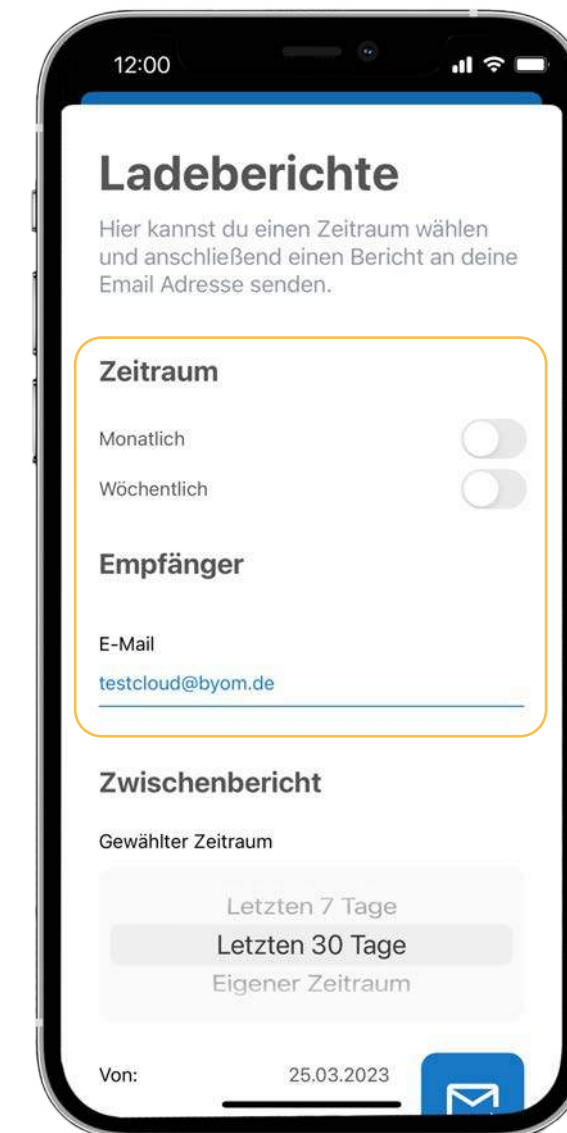 12:00
Ladeberichte
Hier kannst du einen Zeitraum wählen
und anschließend einen Bericht an deine
Email Adresse senden.
Zeitraum
Monatlich
Wöchentlich
Empfänger
E-Mail
testcloud@byom.de
Zwischenbericht
Gewählter Zeitraum
Letzten 7 Tage
Letzten 30 Tage
Eigener Zeitraum
Von: 25.03.2023